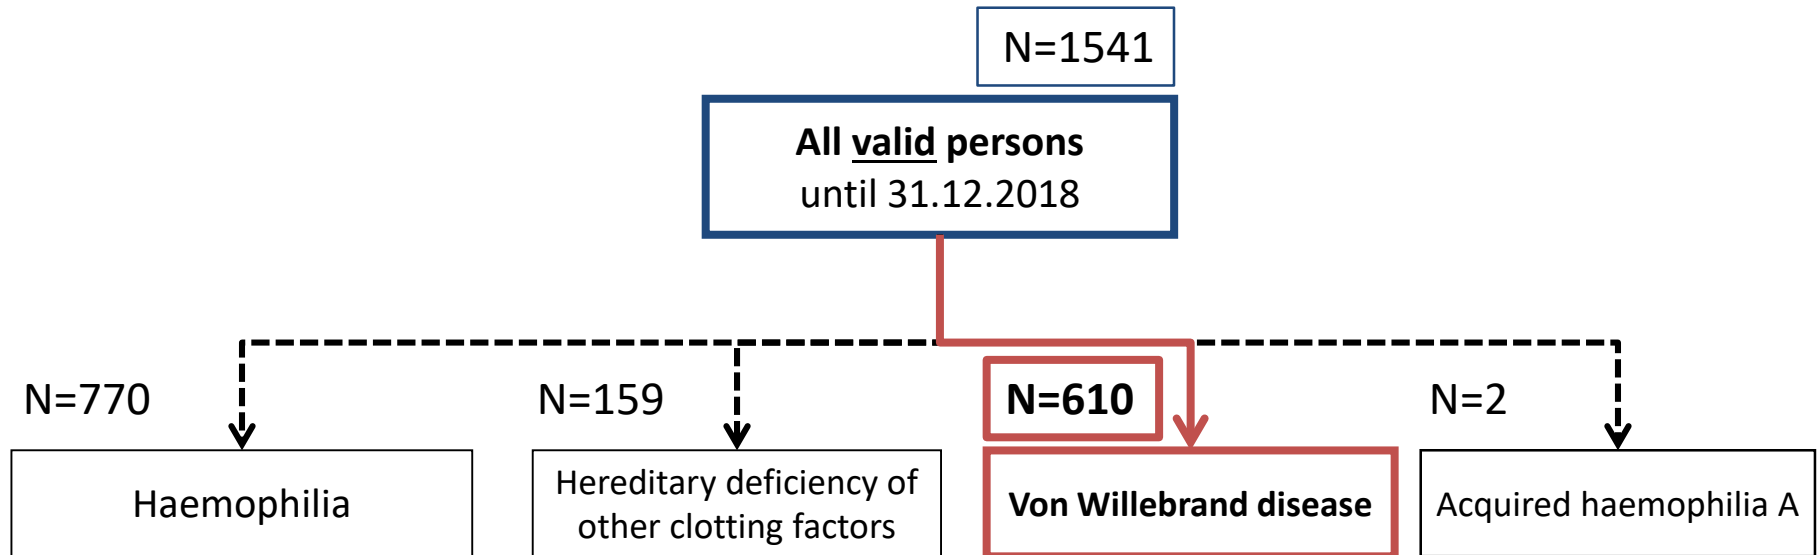 N=1541
All valid persons
until 31.12.2018
N=770
N=159
N=610
N=2
Haemophilia
Hereditary deficiency of
other clotting factors
Von Willebrand disease
Acquired haemophilia A